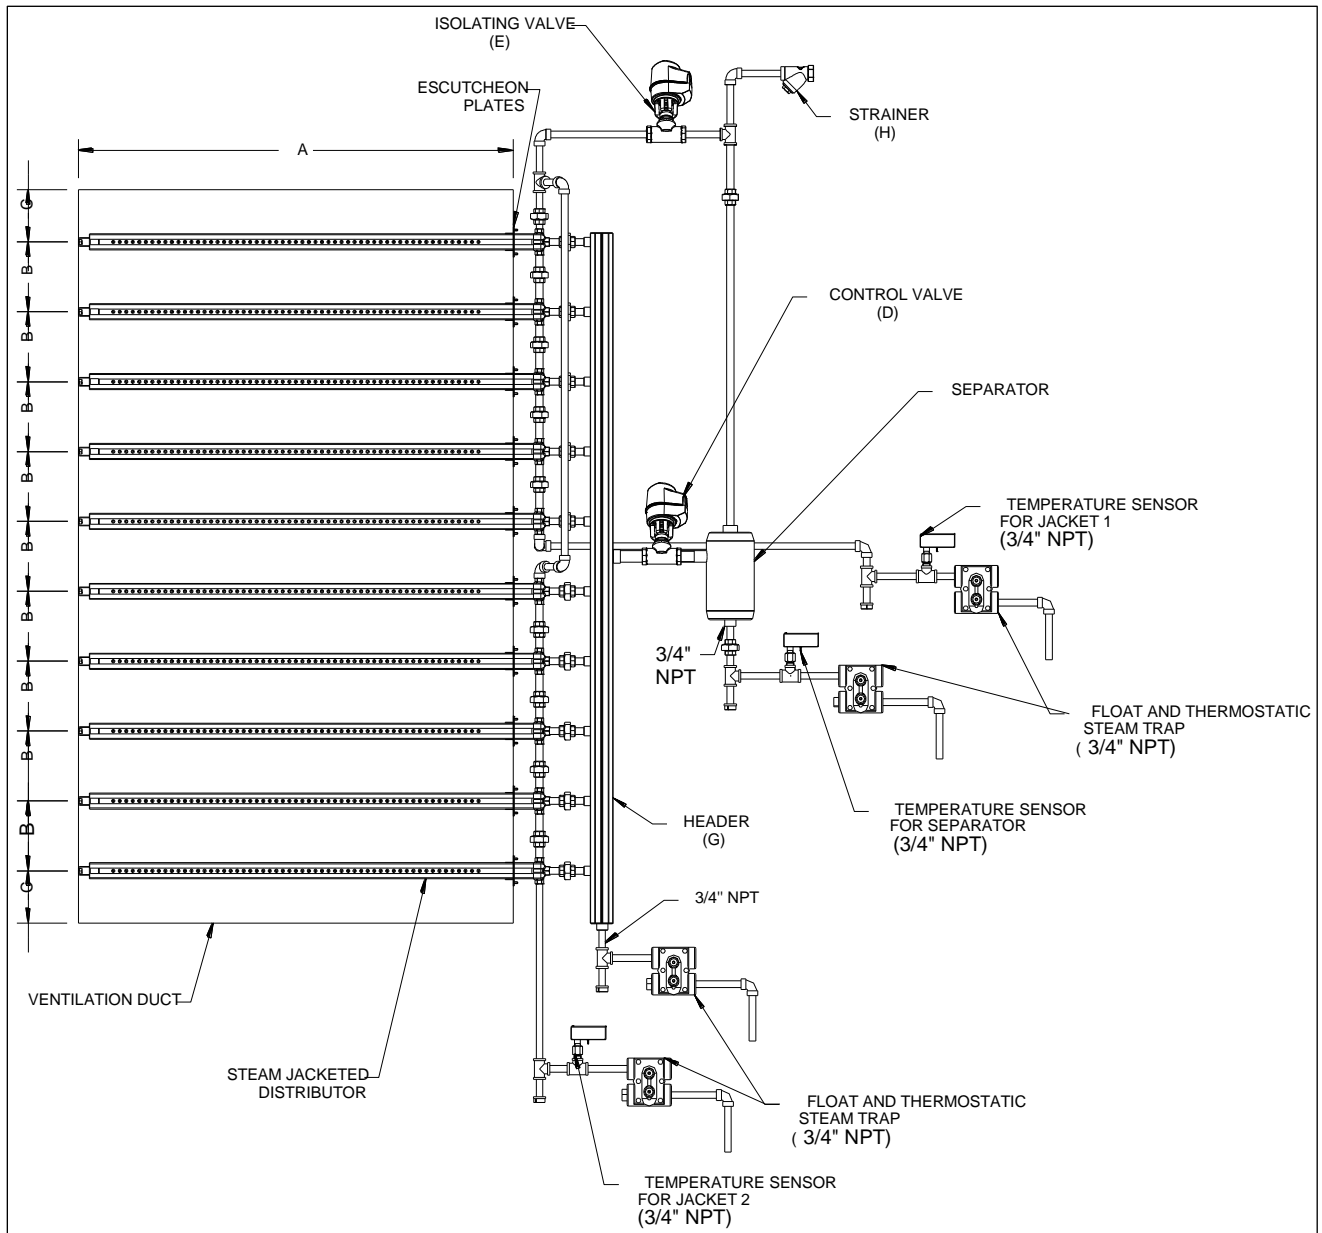 ISOLATING VALVE
(E)
ESCUTCHEON
PLATES
STRAINER
(H)
A
C
B
B
B
B
B
B
B
B
B
C
CONTROL VALVE
(D)
SEPARATOR
TEMPERATURE SENSOR
FOR JACKET 1
(3/4" NPT)
3/4"
NPT
FLOAT AND THERMOSTATIC
STEAM TRAP
( 3/4" NPT)
TEMPERATURE SENSOR
FOR SEPARATOR
(3/4" NPT)
HEADER
(G)
3/4" NPT
VENTILATION DUCT
STEAM JACKETED
DISTRIBUTOR
FLOAT AND THERMOSTATIC
STEAM TRAP
( 3/4" NPT)
TEMPERATURE SENSOR
FOR JACKET 2
(3/4" NPT)